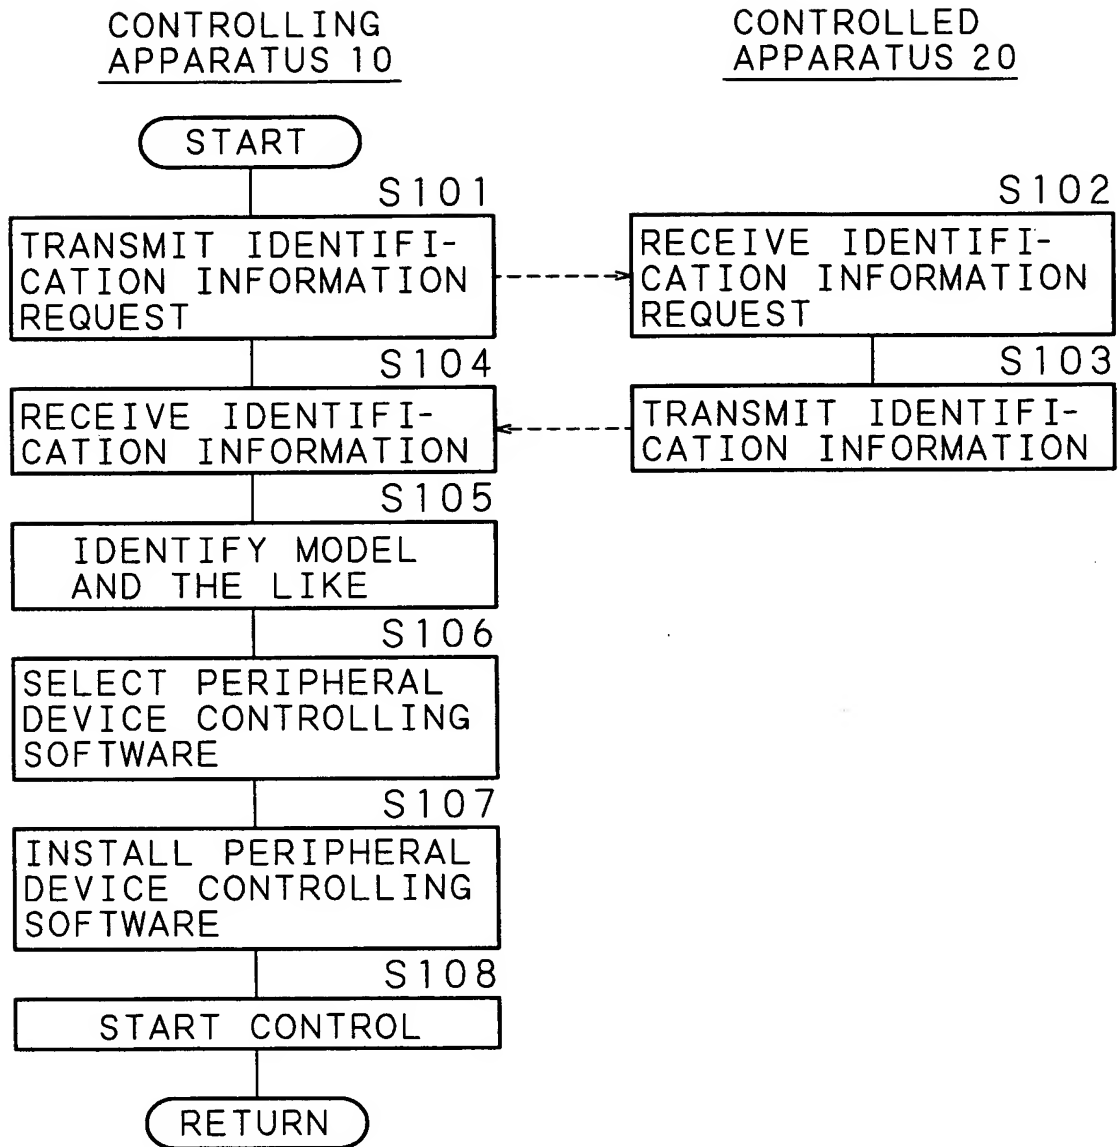 CONTROLLING
APPARATUS 10
CONTROLLED
APPARATUS 20
START
S101
TRANSMIT IDENTIFI-
CATION INFORMATION
REQUEST
S102
RECEIVE IDENTIFI-
CATION INFORMATION
REQUEST
S103
TRANSMIT IDENTIFI-
CATION INFORMATION
S104
RECEIVE IDENTIFI-
CATION INFORMATION
S105
IDENTIFY MODEL
AND THE LIKE
S106
SELECT PERIPHERAL
DEVICE CONTROLLING
SOFTWARE
S107
INSTALL PERIPHERAL
DEVICE CONTROLLING
SOFTWARE
S108
START CONTROL
RETURN